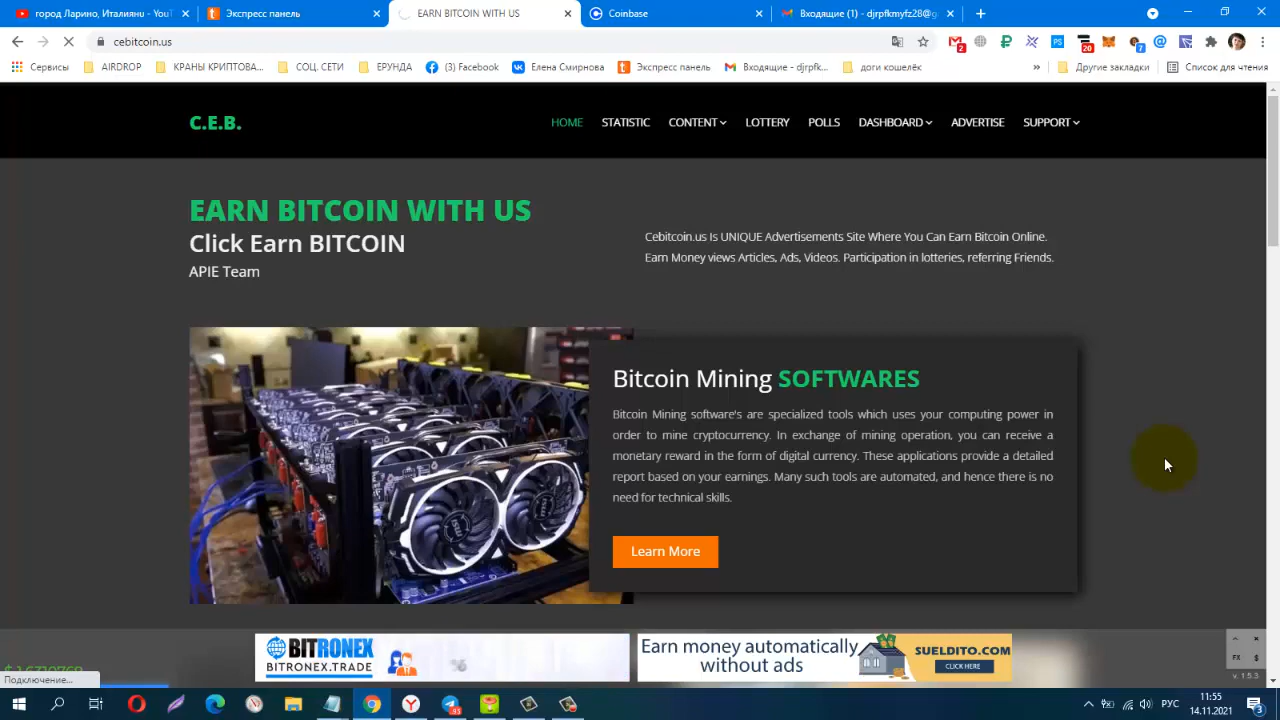 город Ларино, Италияны - YouT
Экспресс панель
EARN BITCOIN WITH US
Coinbase
Входящие (1) - djrpfkmyfz28@g
cebitcoin.us
Сервисы
AIRDROP
КРАНЫ КРИПТОВА...
СОЦ. СЕТИ
ЕРУНДА
(3) Facebook
Елена Смирнова
Экспресс панель
Входящие - djrpfk...
доги кошелёк
»
Другие закладки
Список для чтения
C.E.B.
HOME
STATISTIC
CONTENT
LOTTERY
POLLS
DASHBOARD
ADVERTISE
SUPPORT
EARN BITCOIN WITH US
Click Earn BITCOIN
APIE Team
Cebitcoin.us Is UNIQUE Advertisements Site Where You Can Earn Bitcoin Online.
Earn Money views Articles, Ads, Videos. Participation in lotteries, referring Friends.
Bitcoin Mining SOFTWARES
Bitcoin Mining software's are specialized tools which uses your computing power in
order to mine cryptocurrency. In exchange of mining operation, you can receive a
monetary reward in the form of digital currency. These applications provide a detailed
report based on your earnings. Many such tools are automated, and hence there is no
need for technical skills.
Learn More
BITRONEX
BITRONEX.TRADE
Earn money automatically
without ads
SUELDITO.COM
CLICK HERE
FX $
v. 1.5.3
Подключение...
РУС
11:55
14.11.2021